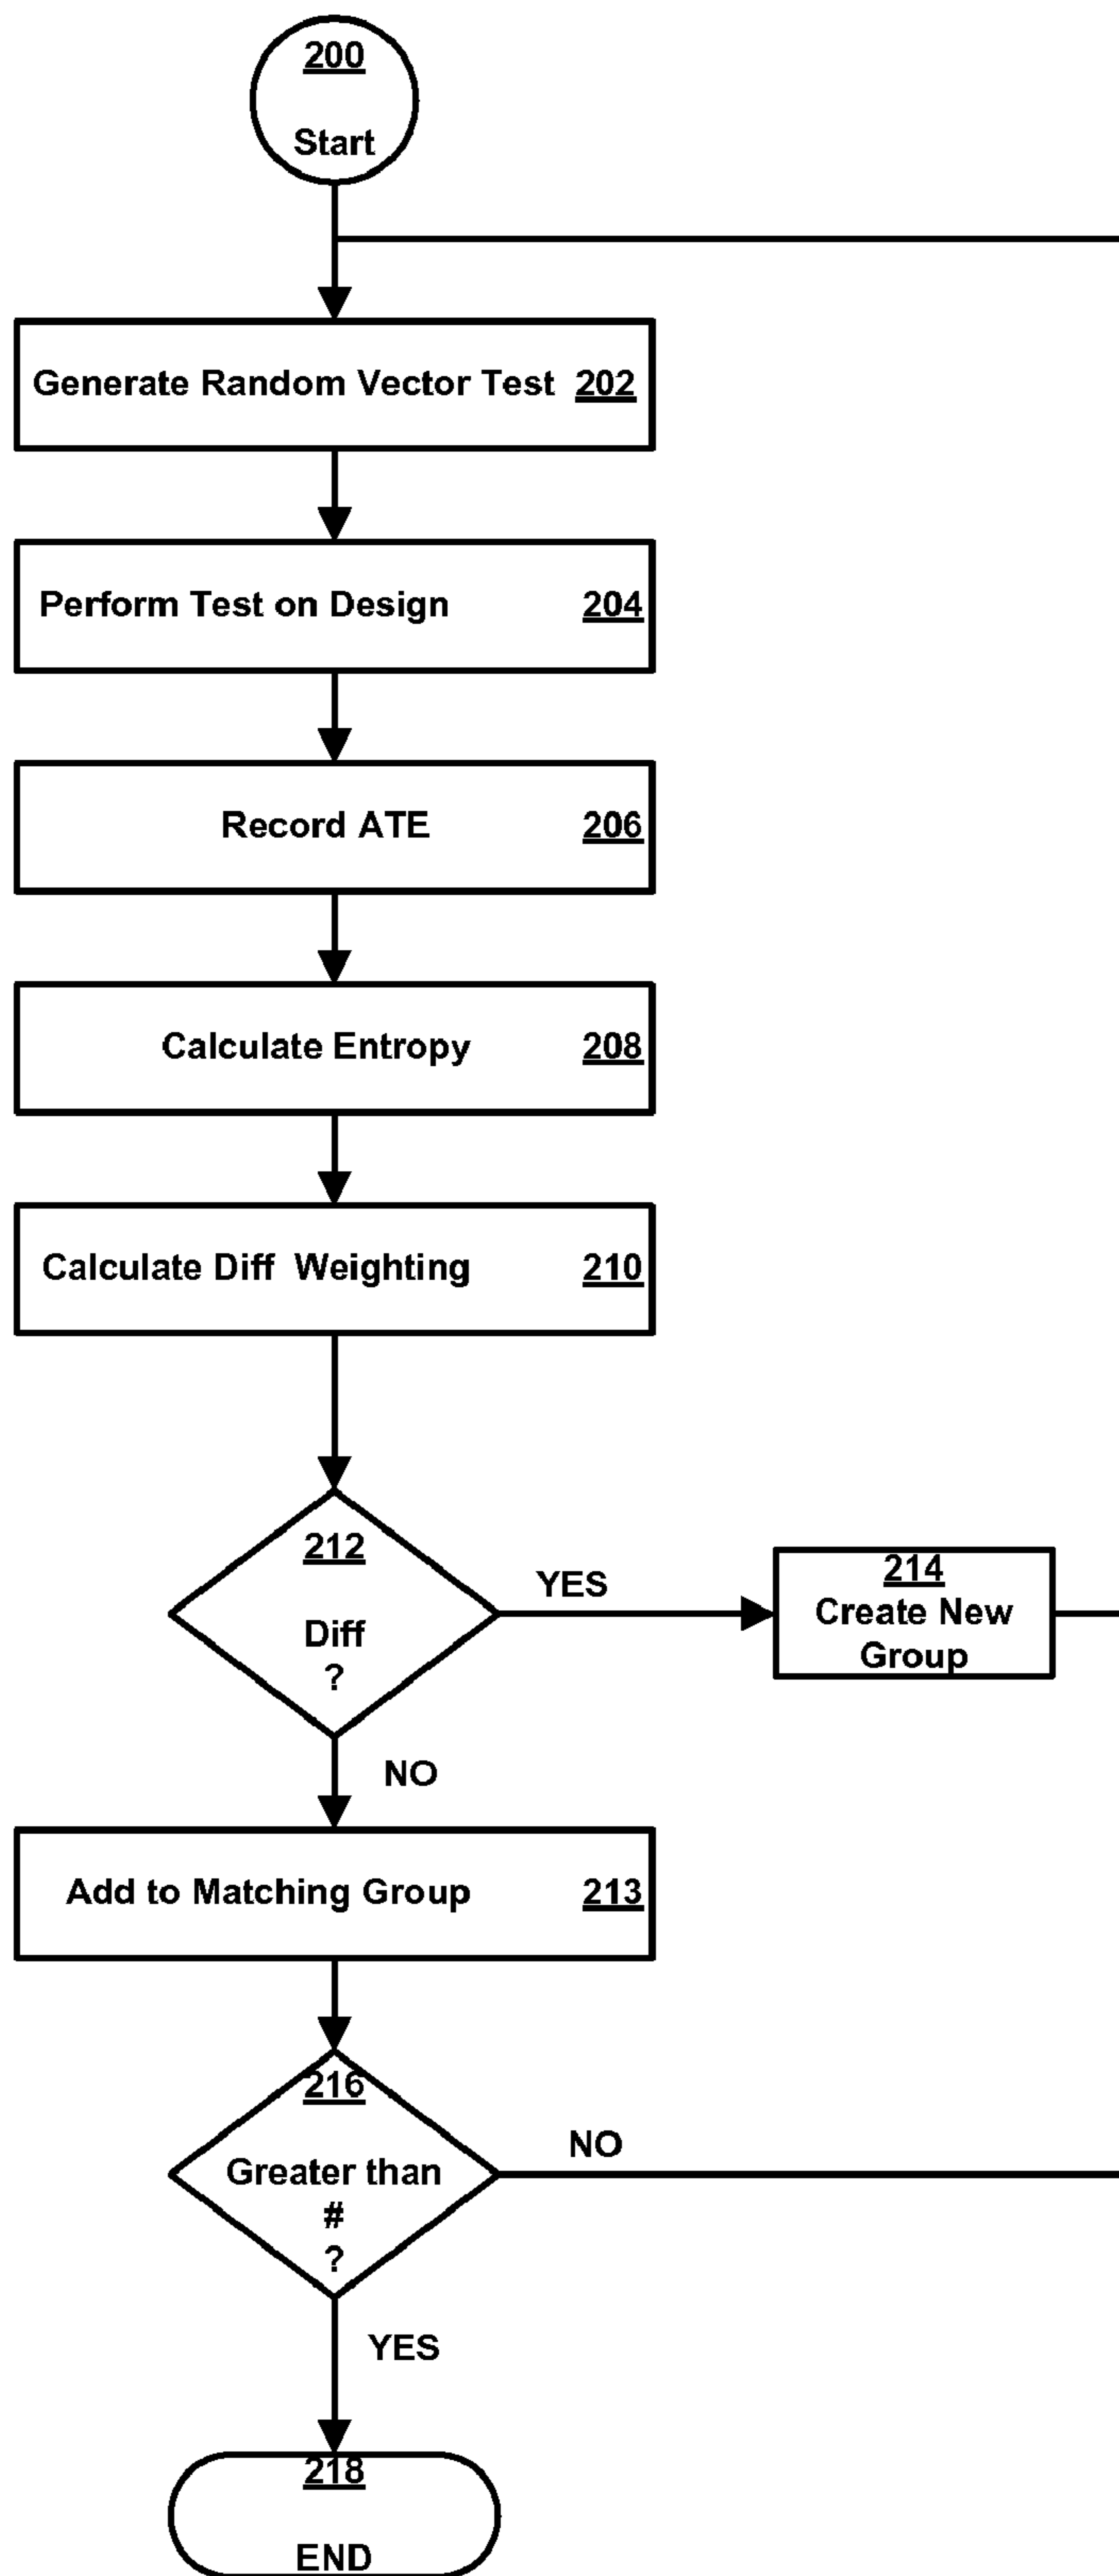 200
Start
Generate Random Vector Test 202
Perform Test on Design 204
Record ATE 206
Calculate Entropy 208
Calculate Diff Weighting 210
212
Diff
?
YES
214
Create New
Group
NO
Add to Matching Group 213
216
Greater than
#
?
NO
YES
218
END